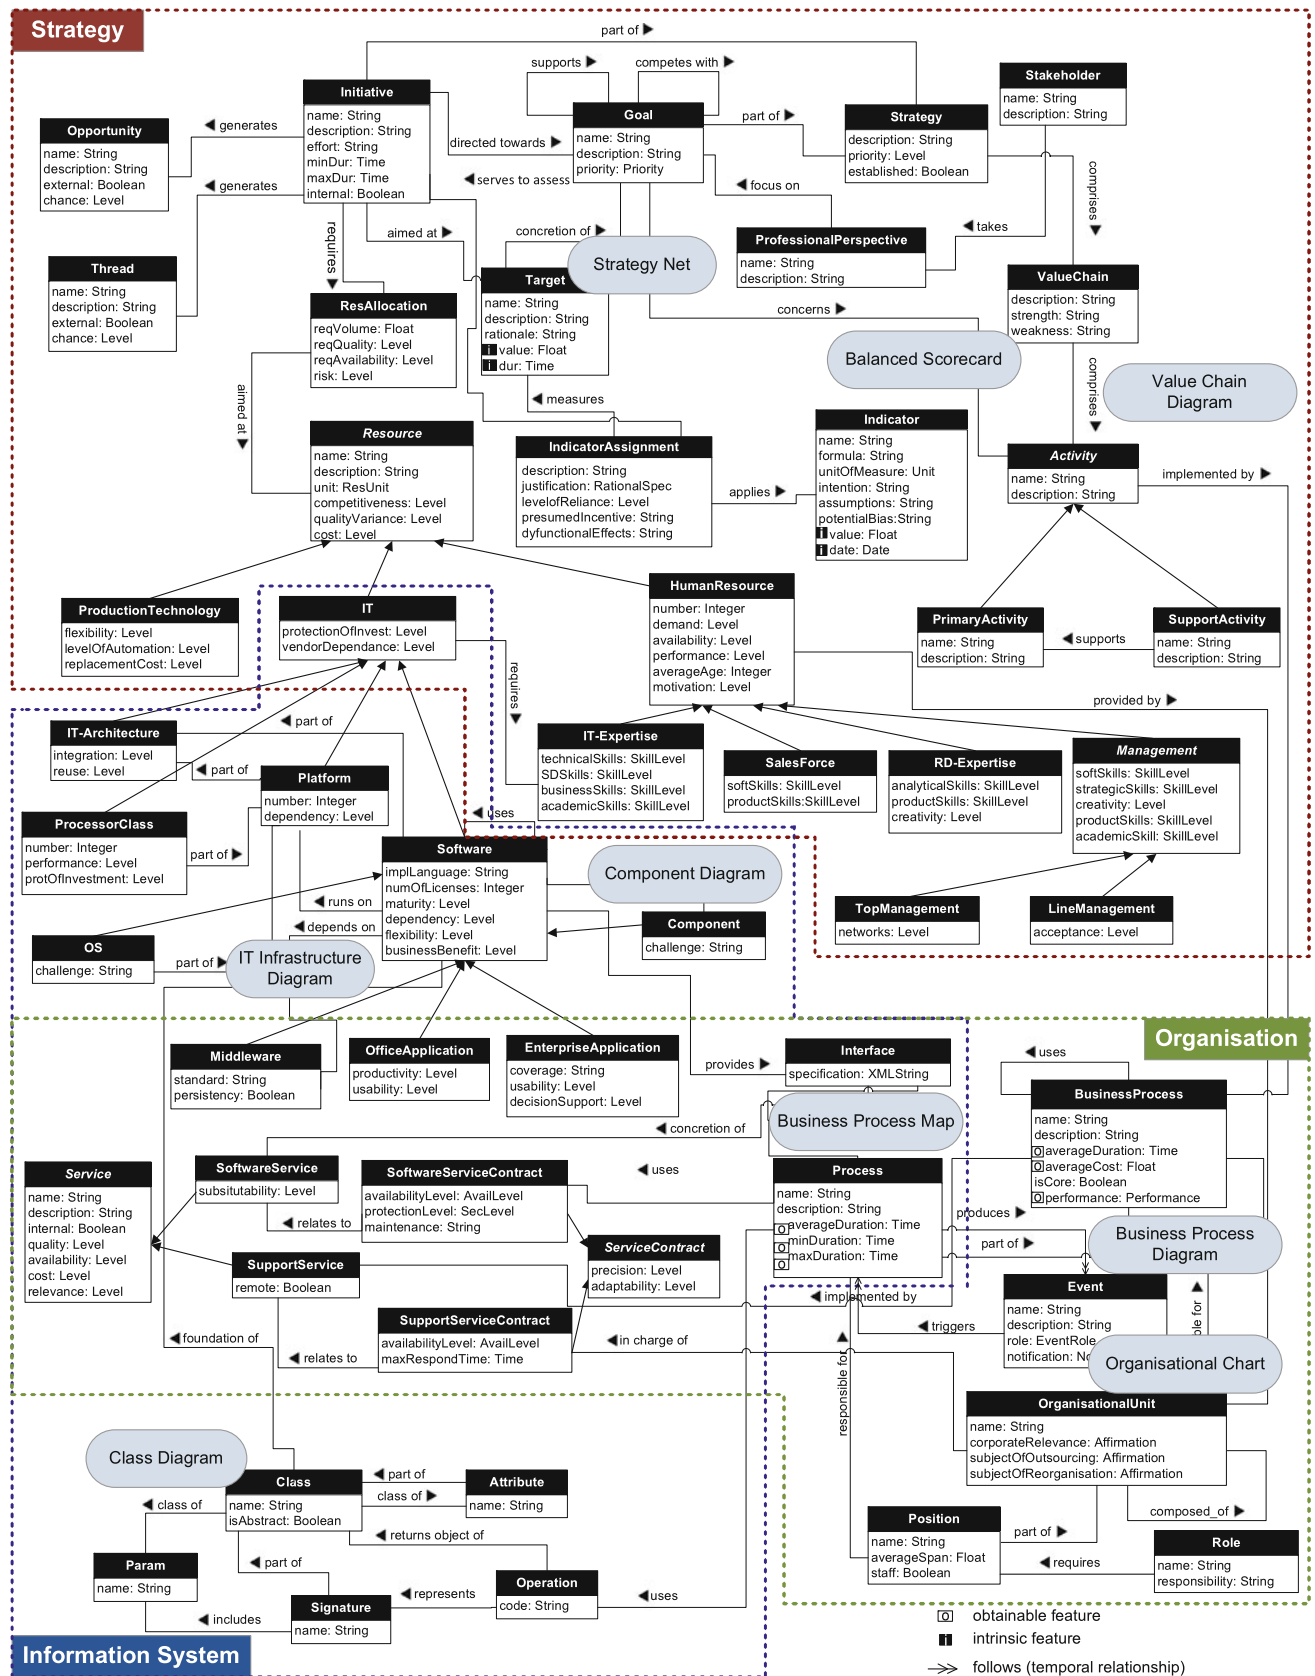 Strategy
part of
supports
competes with
Initiative
name: String
description: String
effort: String
minDur: Time
maxDur: Time
internal: Boolean
Goal
name: String
description: String
priority: Priority
Strategy
description: String
priority: Level
established: Boolean
Stakeholder
name: String
description: String
Opportunity
name: String
description: String
external: Boolean
chance: Level
generates
generates
directed towards
part of
serves to assess
focus on
comprises
takes
requires
aimed at
concretion of
Strategy Net
ProfessionalPerspective
name: String
description: String
Thread
name: String
description: String
external: Boolean
chance: Level
ResAllocation
reqVolume: Float
reqQuality: Level
reqAvailability: Level
risk: Level
Target
name: String
description: String
rationale: String
i value: Float
i dur: Time
ValueChain
description: String
strength: String
weakness: String
concerns
Balanced Scorecard
Value Chain
Diagram
comprises
aimed at
measures
Resource
name: String
description: String
unit: ResUnit
competitiveness: Level
qualityVariance: Level
cost: Level
IndicatorAssignment
description: String
justification: RationalSpec
levelofReliance: Level
presumedIncentive: String
dyfunctionalEffects: String
applies
Indicator
name: String
formula: String
unitOfMeasure: Unit
intention: String
assumptions: String
potentialBias:String
i value: Float
i date: Date
Activity
name: String
description: String
implemented by
ProductionTechnology
flexibility: Level
levelOfAutomation: Level
replacementCost: Level
IT
protectionOfInvest: Level
vendorDependance: Level
HumanResource
number: Integer
demand: Level
availability: Level
performance: Level
averageAge: Integer
motivation: Level
PrimaryActivity
name: String
description: String
supports
SupportActivity
name: String
description: String
requires
provided by
IT-Architecture
integration: Level
reuse: Level
part of
part of
Platform
number: Integer
dependency: Level
IT-Expertise
technicalSkills: SkillLevel
SDSkills: SkillLevel
businessSkills: SkillLevel
academicSkills: SkillLevel
SalesForce
softSkills: SkillLevel
productSkills:SkillLevel
RD-Expertise
analyticalSkills: SkillLevel
productSkills: SkillLevel
creativity: Level
Management
softSkills: SkillLevel
strategicSkills: SkillLevel
creativity: Level
productSkills: SkillLevel
academicSkill: SkillLevel
ProcessorClass
number: Integer
performance: Level
protOfInvestment: Level
part of
uses
Software
implLanguage: String
numOfLicenses: Integer
maturity: Level
dependency: Level
flexibility: Level
businessBenefit: Level
Component Diagram
runs on
depends on
Component
challenge: String
TopManagement
networks: Level
LineManagement
acceptance: Level
OS
challenge: String
part of
IT Infrastructure
Diagram
Organisation
Middleware
standard: String
persistency: Boolean
OfficeApplication
productivity: Level
usability: Level
EnterpriseApplication
coverage: String
usability: Level
decisionSupport: Level
provides
Interface
specification: XMLString
uses
BusinessProcess
name: String
description: String
O averageDuration: Time
O averageCost: Float
isCore: Boolean
O performance: Performance
Business Process Map
concretion of
Service
name: String
description: String
internal: Boolean
quality: Level
availability: Level
cost: Level
relevance: Level
SoftwareService
subsitutability: Level
SoftwareServiceContract
availabilityLevel: AvailLevel
protectionLevel: SecLevel
maintenance: String
uses
relates to
Process
name: String
description: String
O averageDuration: Time
O minDuration: Time
O maxDuration: Time
produces
part of
Business Process
Diagram
ServiceContract
precision: Level
adaptability: Level
SupportService
remote: Boolean
implemented by
Event
name: String
description: String
role: EventRole
notification: No
ble for
SupportServiceContract
availabilityLevel: AvailLevel
maxRespondTime: Time
foundation of
relates to
in charge of
triggers
responsible for
Organisational Chart
OrganisationalUnit
name: String
corporateRelevance: Affirmation
subjectOfOutsourcing: Affirmation
subjectOfReorganisation: Affirmation
composed_of
Class Diagram
Class
name: String
isAbstract: Boolean
part of
class of
Attribute
name: String
class of
returns object of
Position
name: String
averageSpan: Float
staff: Boolean
part of
requires
Role
name: String
responsibility: String
Param
name: String
part of
includes
Signature
name: String
represents
Operation
code: String
uses
Information System
O obtainable feature
i intrinsic feature
follows (temporal relationship)